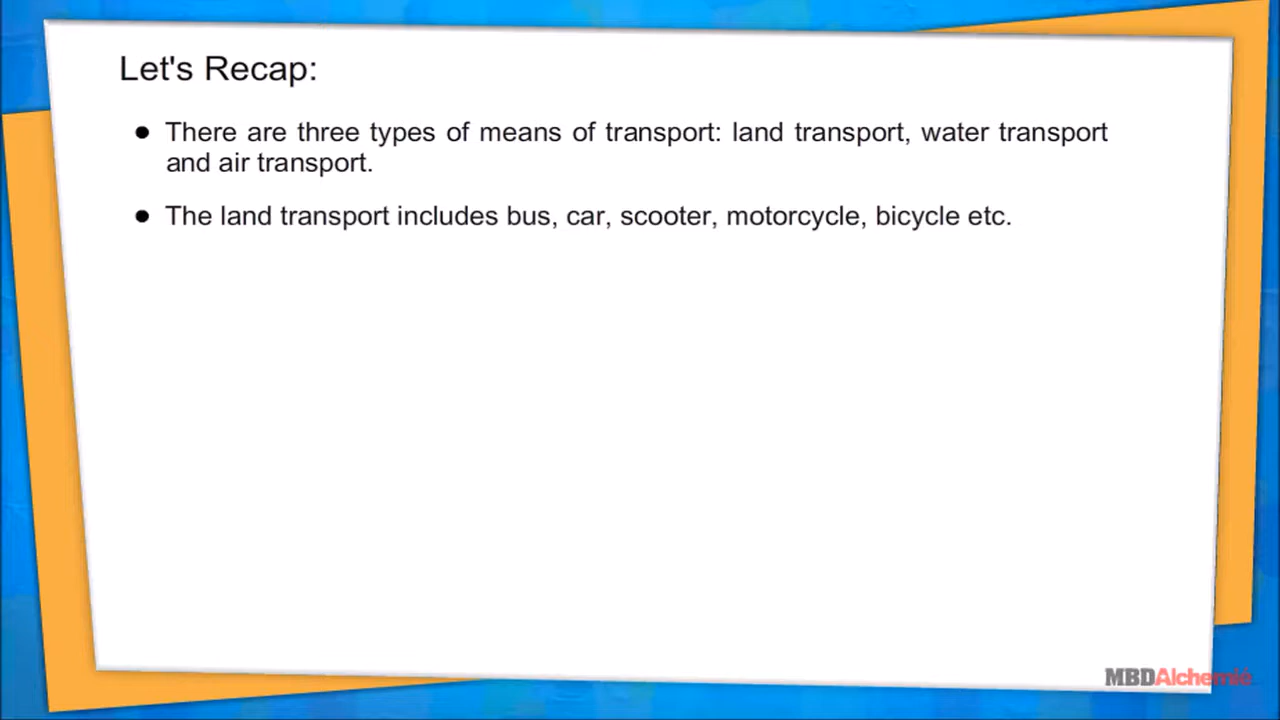 Let's Recap:
● There are three types of means of transport: land transport, water transport
and air transport.
● The land transport includes bus, car, scooter, motorcycle, bicycle etc.
MBDAlchemie